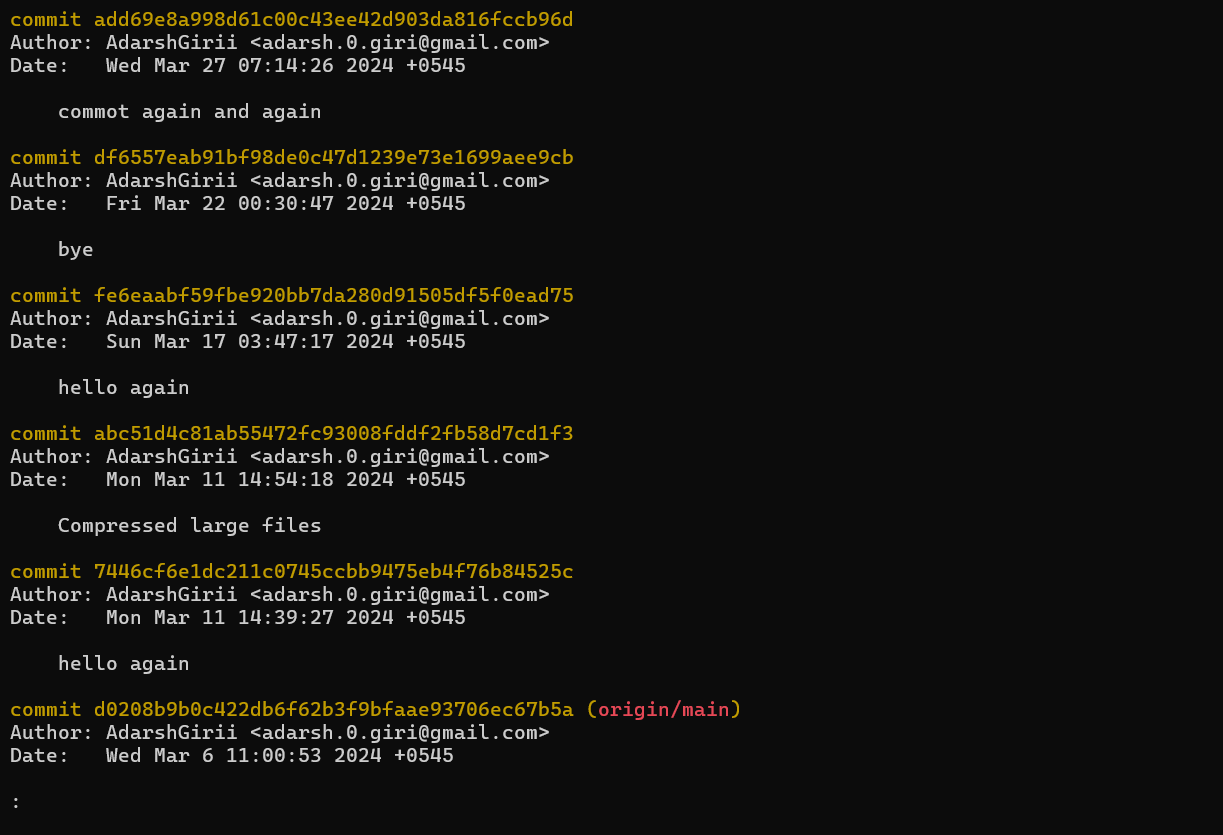 commit add69e8a998d61c00c43ee42d903da816fccb96d
Author: AdarshGirii <adarsh.0.giri@gmail.com>
Date:   Wed Mar 27 07:14:26 2024 +0545
commot again and again
commit df6557eab91bf98de0c47d1239e73e1699aee9cb
Author: AdarshGirii <adarsh.0.giri@gmail.com>
Date:   Fri Mar 22 00:30:47 2024 +0545
bye
commit fe6eaabf59fbe920bb7da280d91505df5f0ead75
Author: AdarshGirii <adarsh.0.giri@gmail.com>
Date:   Sun Mar 17 03:47:17 2024 +0545
hello again
commit abc51d4c81ab55472fc93008fddf2fb58d7cd1f3
Author: AdarshGirii <adarsh.0.giri@gmail.com>
Date:   Mon Mar 11 14:54:18 2024 +0545
Compressed large files
commit 7446cf6e1dc211c0745ccbb9475eb4f76b84525c
Author: AdarshGirii <adarsh.0.giri@gmail.com>
Date:   Mon Mar 11 14:39:27 2024 +0545
hello again
commit d0208b9b0c422db6f62b3f9bfaae93706ec67b5a (origin/main)
Author: AdarshGirii <adarsh.0.giri@gmail.com>
Date:   Wed Mar 6 11:00:53 2024 +0545
: